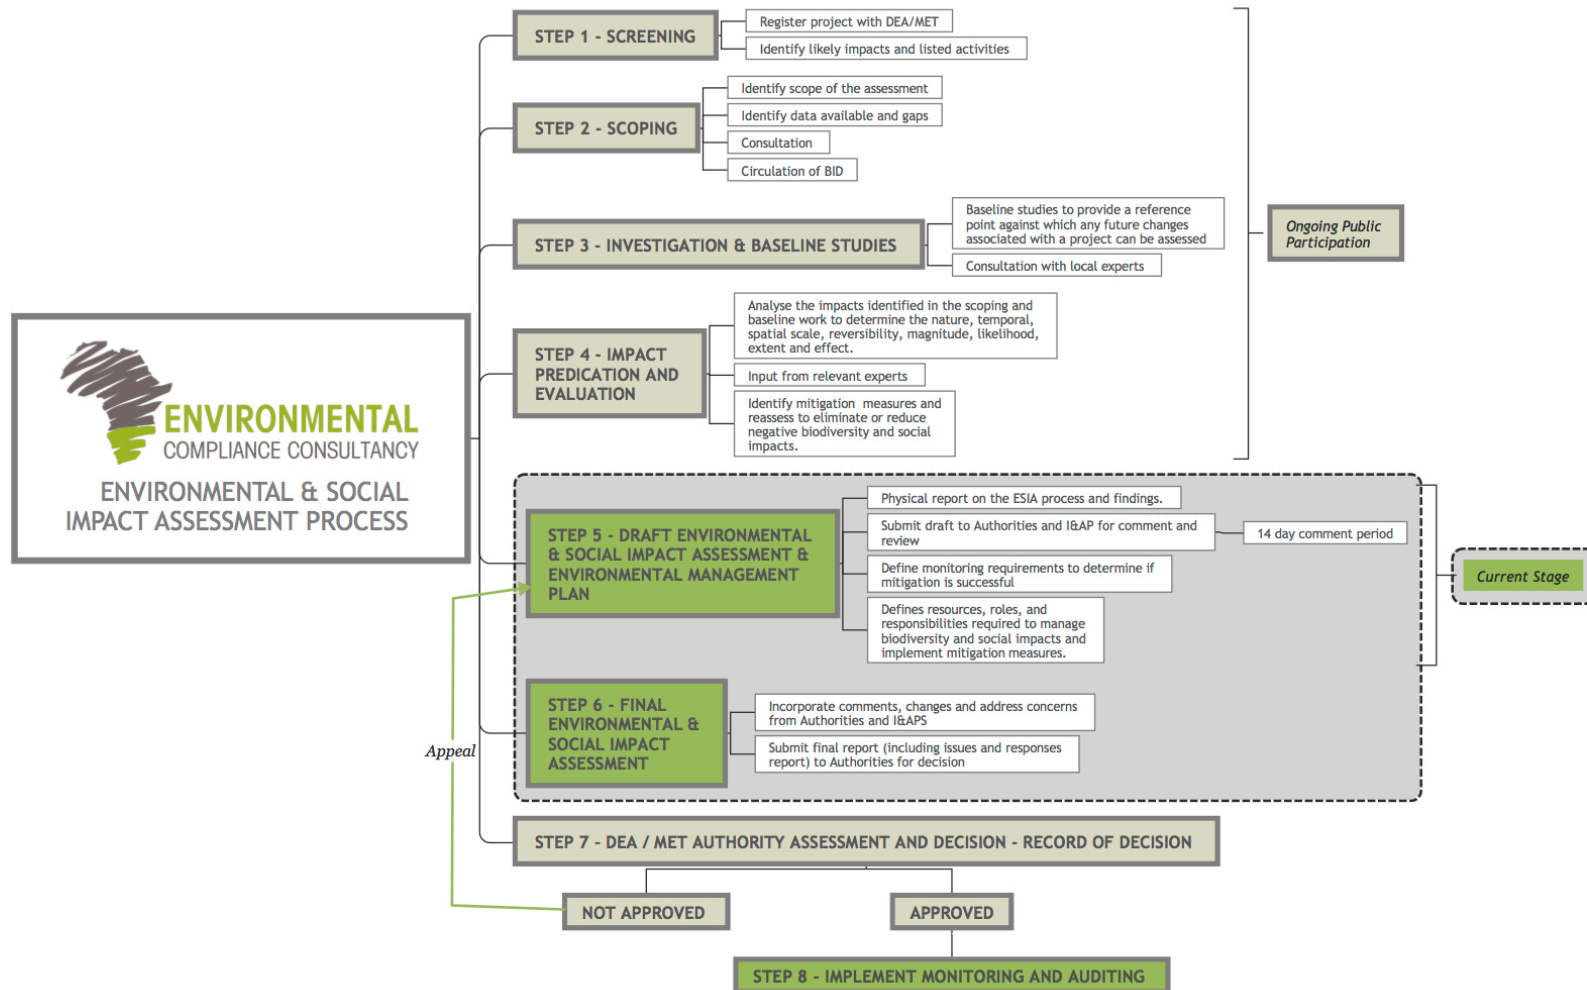 STEP 1 - SCREENING
Register project with DEA/MET
Identify likely impacts and listed activities
STEP 2 - SCOPING
Identify scope of the assessment
Identify data available and gaps
Consultation
Circulation of BID
STEP 3 - INVESTIGATION & BASELINE STUDIES
Baseline studies to provide a reference
point against which any future changes
associated with a project can be assessed
Consultation with local experts
Ongoing Public
Participation
STEP 4 - IMPACT
PREDICATION AND
EVALUATION
Analyse the impacts identified in the scoping and
baseline work to determine the nature, temporal,
spatial scale, reversibility, magnitude, likelihood,
extent and effect.
Input from relevant experts
Identify mitigation measures and
reassess to eliminate or reduce
negative biodiversity and social
impacts.
ENVIRONMENTAL
COMPLIANCE CONSULTANCY
ENVIRONMENTAL & SOCIAL
IMPACT ASSESSMENT PROCESS
STEP 5 - DRAFT ENVIRONMENTAL
& SOCIAL IMPACT ASSESSMENT &
ENVIRONMENTAL MANAGEMENT
PLAN
Physical report on the ESIA process and findings.
Submit draft to Authorities and I&AP for comment and
review
14 day comment period
Define monitoring requirements to determine if
mitigation is successful
Defines resources, roles, and
responsibilities required to manage
biodiversity and social impacts and
implement mitigation measures.
Current Stage
STEP 6 - FINAL
ENVIRONMENTAL &
SOCIAL IMPACT
ASSESSMENT
Incorporate comments, changes and address concerns
from Authorities and I&APS
Submit final report (including issues and responses
report) to Authorities for decision
Appeal
STEP 7 - DEA / MET AUTHORITY ASSESSMENT AND DECISION - RECORD OF DECISION
NOT APPROVED
APPROVED
STEP 8 - IMPLEMENT MONITORING AND AUDITING